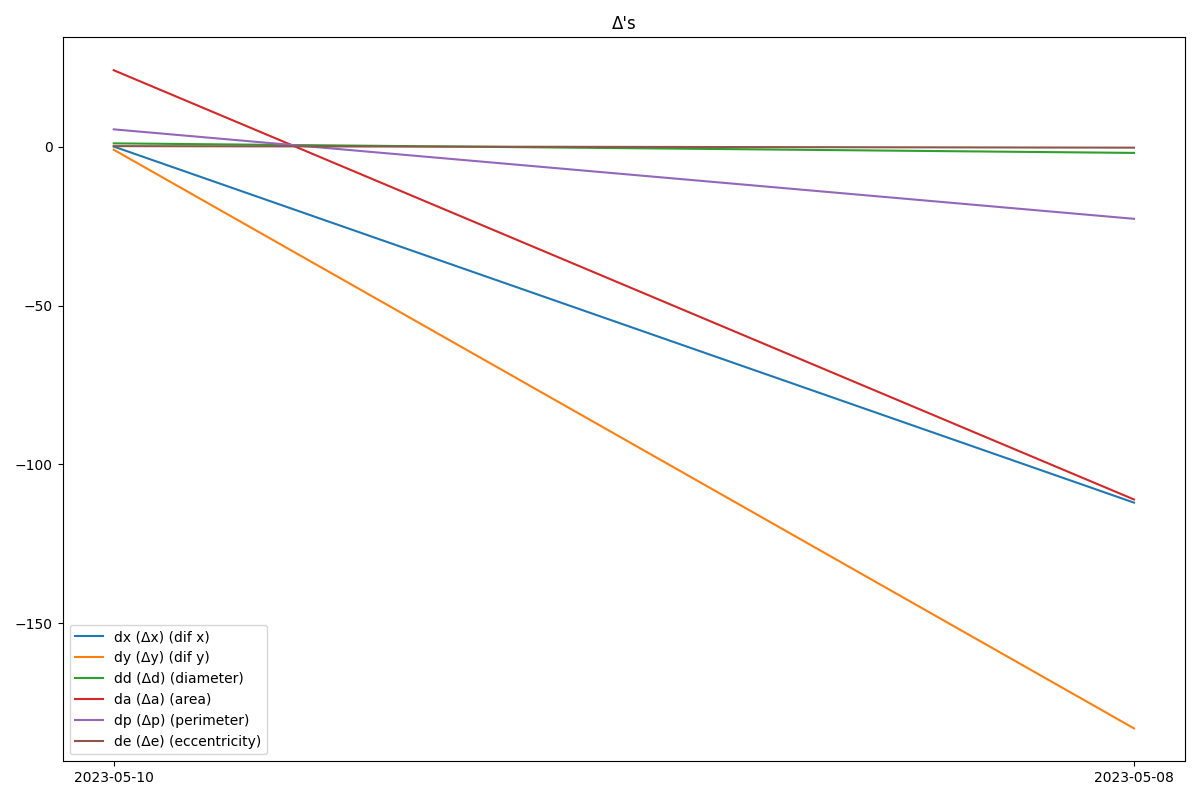 Δ's
0
−50
−100
−150
dx (Δx) (dif x)
dy (Δy) (dif y)
dd (Δd) (diameter)
da (Δa) (area)
dp (Δp) (perimeter)
de (Δe) (eccentricity)
2023-05-10
2023-05-08